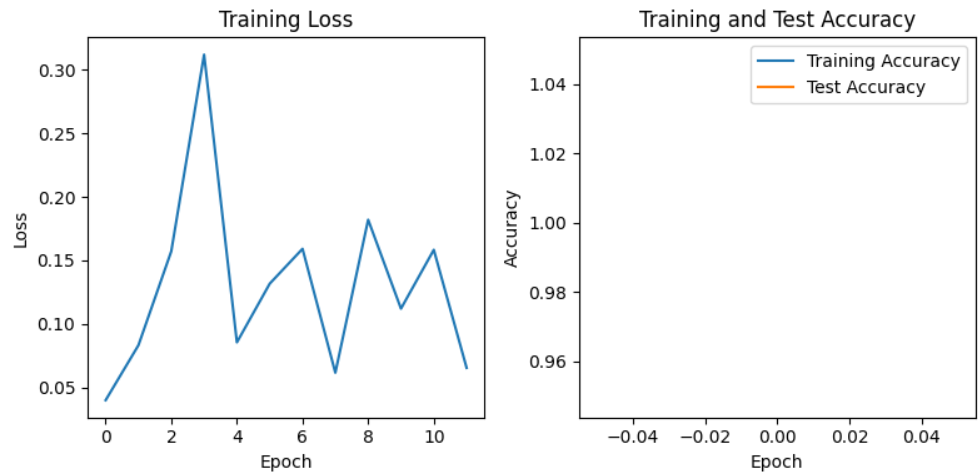 Training Loss
0.30
0.25
0.20
0.15
0.10
0.05
Loss
0 2 4 6 8 10
Epoch
Training and Test Accuracy
Training Accuracy
Test Accuracy
1.04
1.02
1.00
0.98
0.96
Accuracy
−0.04 −0.02 0.00 0.02 0.04
Epoch